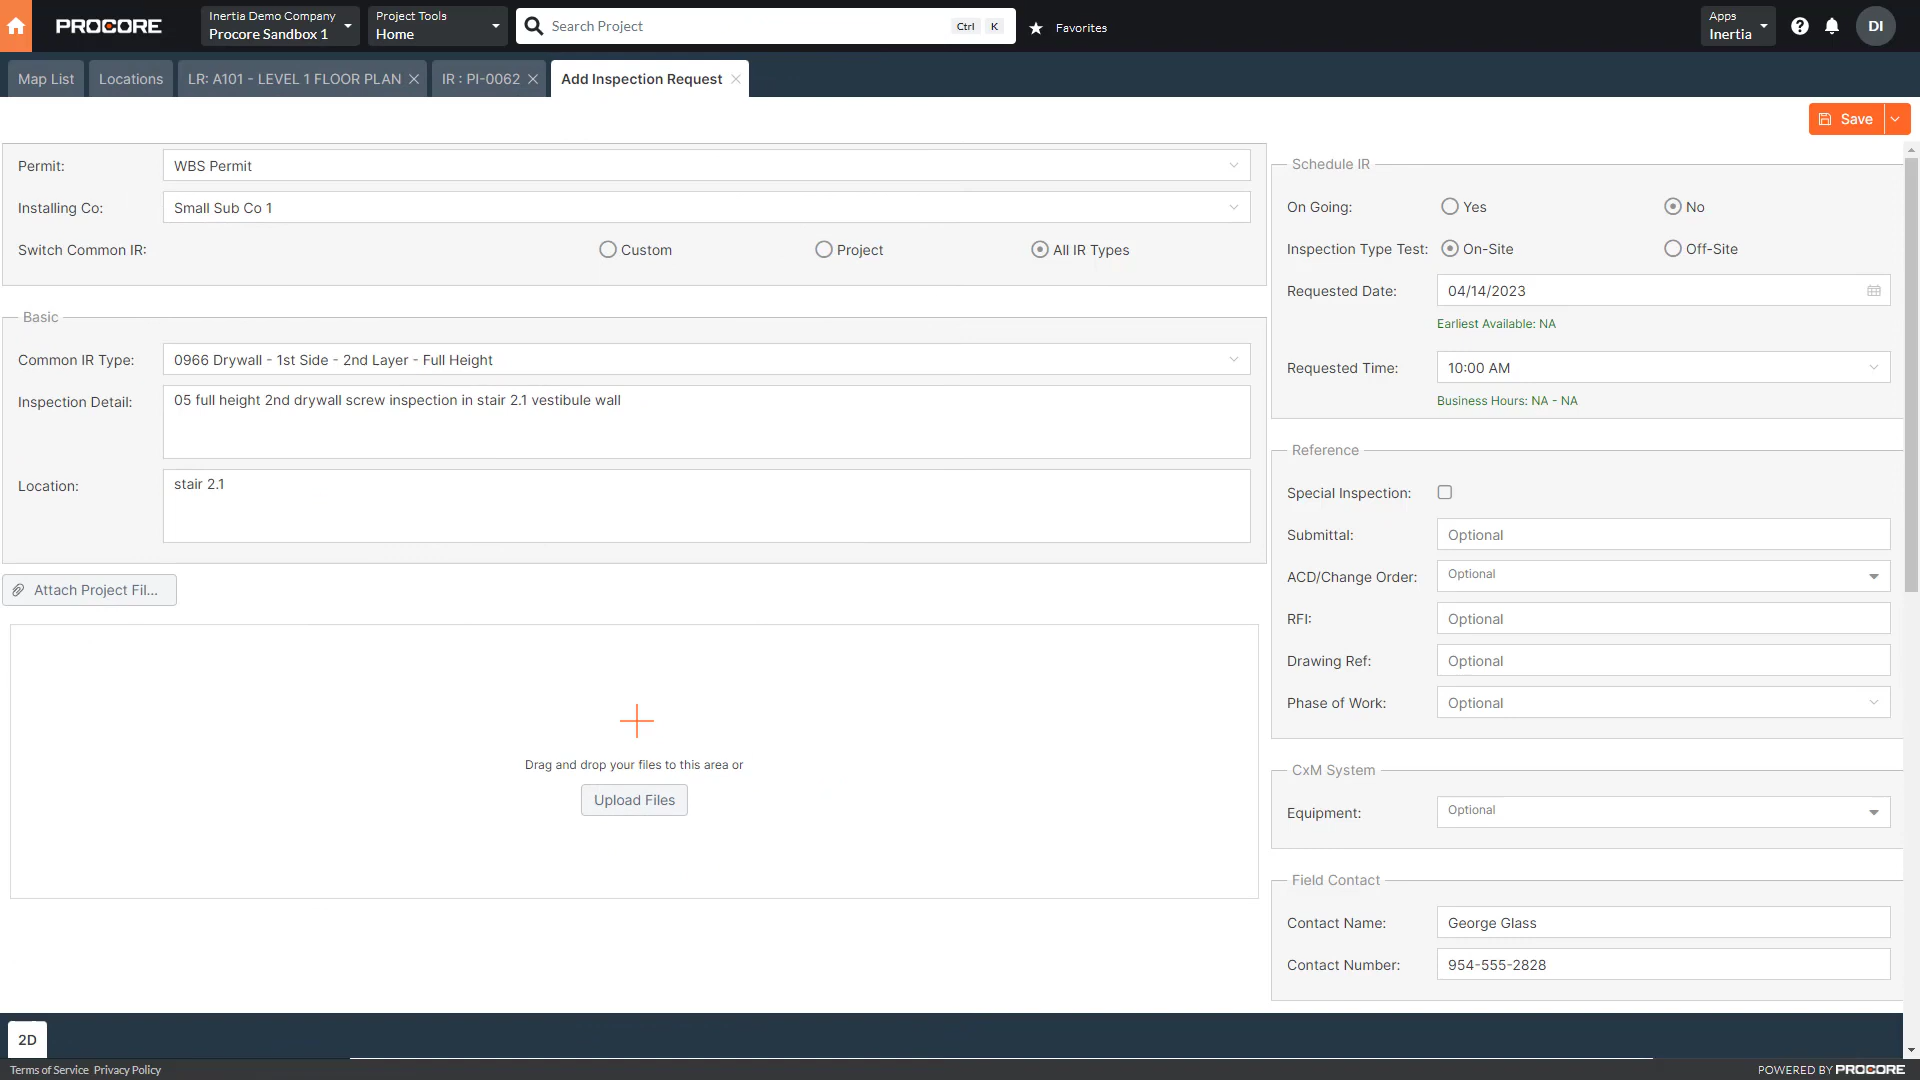 PROCORE
Inertia Demo Company
Procore Sandbox 1
Project Tools
Home
Search Project
Ctrl K
Favorites
Apps
Inertia
DI
Map List
Locations
LR: A101 - LEVEL 1 FLOOR PLAN
IR : PI-0062
Add Inspection Request
Save
Permit: WBS Permit
Installing Co: Small Sub Co 1
Switch Common IR: Custom Project All IR Types
Basic
Common IR Type: 0966 Drywall - 1st Side - 2nd Layer - Full Height
Inspection Detail: 05 full height 2nd drywall screw inspection in stair 2.1 vestibule wall
Location: stair 2.1
Attach Project Fil...
Drag and drop your files to this area or
Upload Files
Schedule IR
On Going: Yes No
Inspection Type Test: On-Site Off-Site
Requested Date: 04/14/2023
Earliest Available: NA
Requested Time: 10:00 AM
Business Hours: NA - NA
Reference
Special Inspection:
Submittal: Optional
ACD/Change Order: Optional
RFI: Optional
Drawing Ref: Optional
Phase of Work: Optional
CxM System
Equipment: Optional
Field Contact
Contact Name: George Glass
Contact Number: 954-555-2828
2D
Terms of Service Privacy Policy
POWERED BY PROCORE